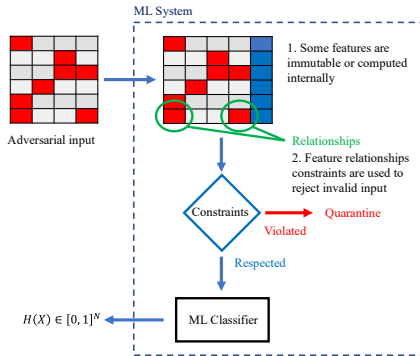 ML System
1. Some features are
immutable or computed
internally
Adversarial input
Relationships
2. Feature relationships
constraints are used to
reject invalid input
Constraints
Quarantine
Violated
Respected
ML Classifier
H(X) ∈ [0, 1]^N